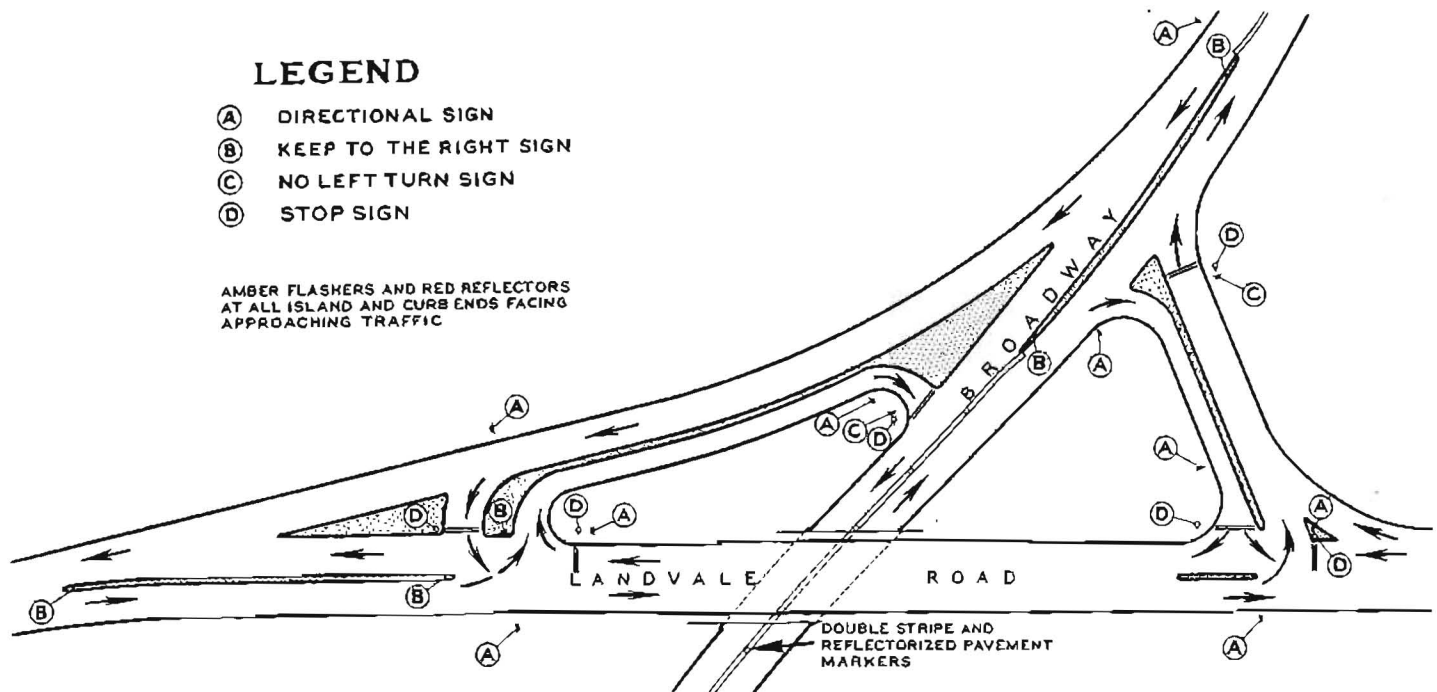 LEGEND
A DIRECTIONAL SIGN
B KEEP TO THE RIGHT SIGN
C NO LEFT TURN SIGN
D STOP SIGN
AMBER FLASHERS AND RED REFLECTORS
AT ALL ISLAND AND CURB ENDS FACING
APPROACHING TRAFFIC
A
B
BROADWAY
D
C
B
A
A
A
C
D
A
D
B
D
A
D
A
D
B
B
LANDVALE ROAD
A
A
DOUBLE STRIPE AND
REFLECTORIZED PAVEMENT
MARKERS